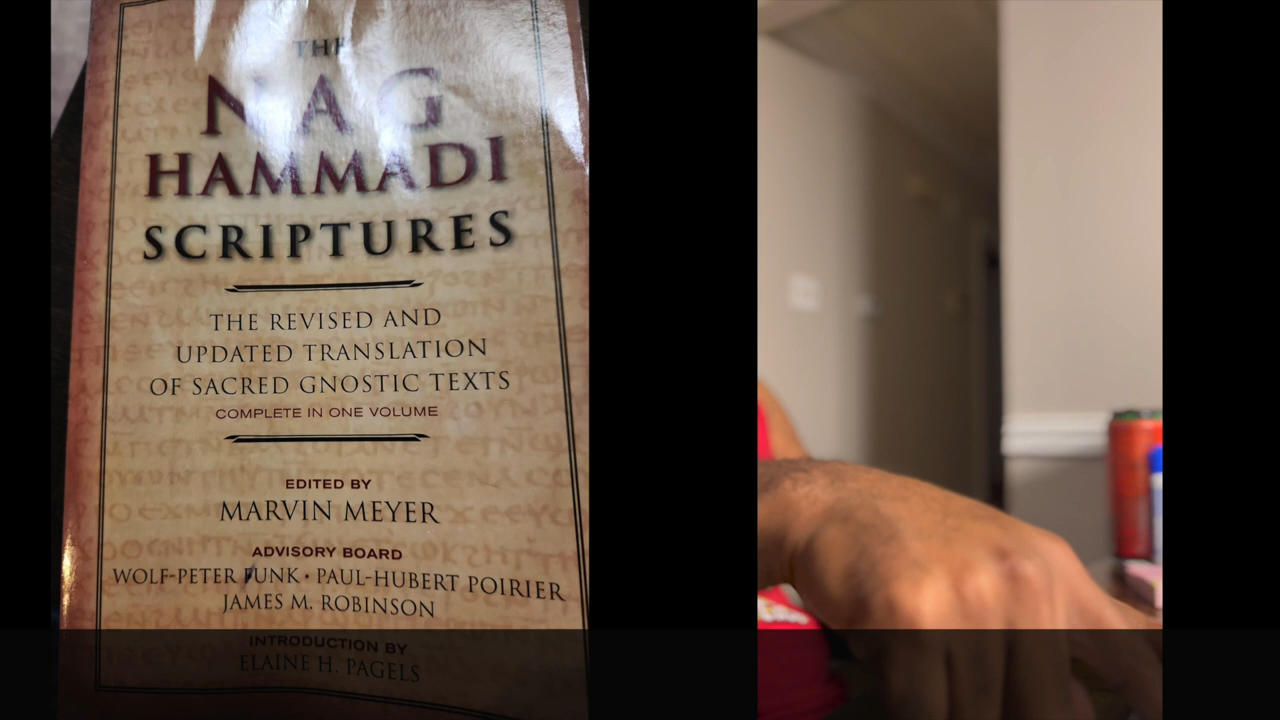 THE
NAG
HAMMADI
SCRIPTURES
THE REVISED AND
UPDATED TRANSLATION
OF SACRED GNOSTIC TEXTS
COMPLETE IN ONE VOLUME
EDITED BY
MARVIN MEYER
ADVISORY BOARD
WOLF-PETER FUNK • PAUL-HUBERT POIRIER
JAMES M. ROBINSON
INTRODUCTION BY
ELAINE H. PAGELS